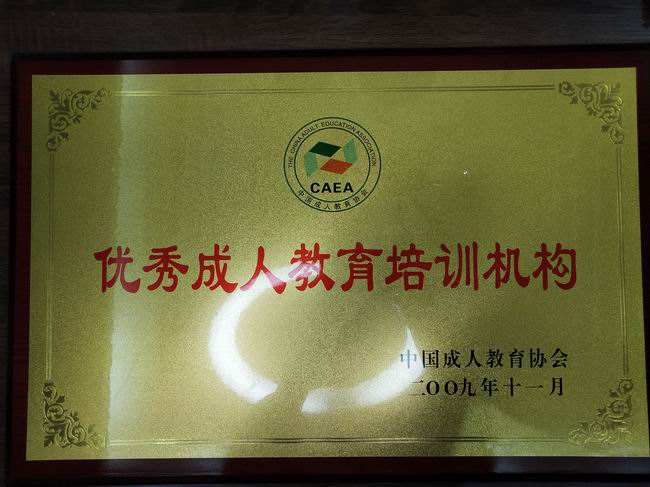 THE CHINA ADULT EDUCATION ASSOCIATION
CAEA
中国成人教育协会
优秀成人教育培训机构
中国成人教育协会
二〇〇九年十一月